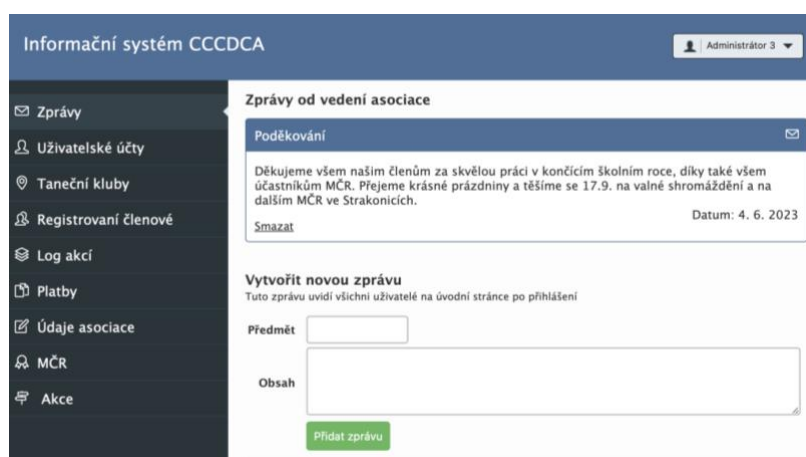 Informační systém CCCDCA
Administrátor 3
Zprávy
Uživatelské účty
Taneční kluby
Registrovaní členové
Log akcí
Platby
Údaje asociace
MČR
Akce
Zprávy od vedení asociace
Poděkování
Děkujeme všem našim členům za skvělou práci v končícím školním roce, díky také všem
účastníkům MČR. Přejeme krásné prázdniny a těšíme se 17.9. na valné shromáždění a na
dalším MČR ve Strakonicích.
Datum: 4. 6. 2023
Smazat
Vytvořit novou zprávu
Tuto zprávu uvidí všichni uživatelé na úvodní stránce po přihlášení
Předmět
Obsah
Přidat zprávu